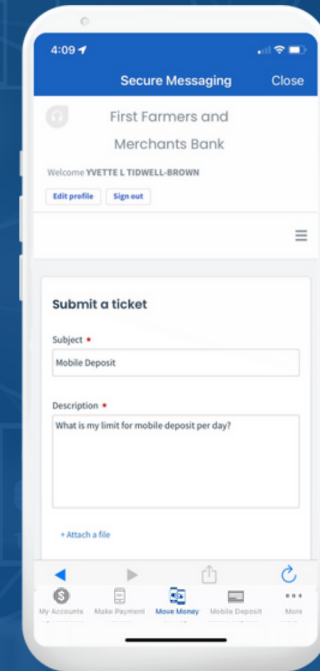 4:09
Secure Messaging Close
First Farmers and
Merchants Bank
Welcome YVETTE L TIDWELL-BROWN
Edit profile Sign out
Submit a ticket
Subject *
Mobile Deposit
Description *
What is my limit for mobile deposit per day?
+ Attach a file
My Accounts Make Payment Move Money Mobile Deposit More